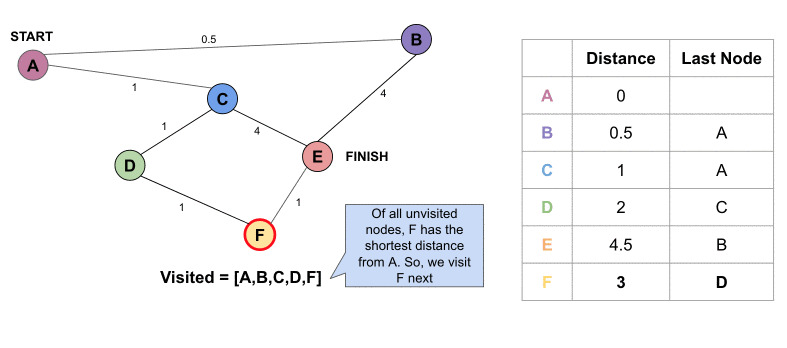 START
A
0.5
B
1
C
1
4
4
D
E
FINISH
1
1
F
Of all unvisited
nodes, F has the
shortest distance
from A. So, we visit
F next
Visited = [A,B,C,D,F]
Distance Last Node
A 0
B 0.5 A
C 1 A
D 2 C
E 4.5 B
F 3 D